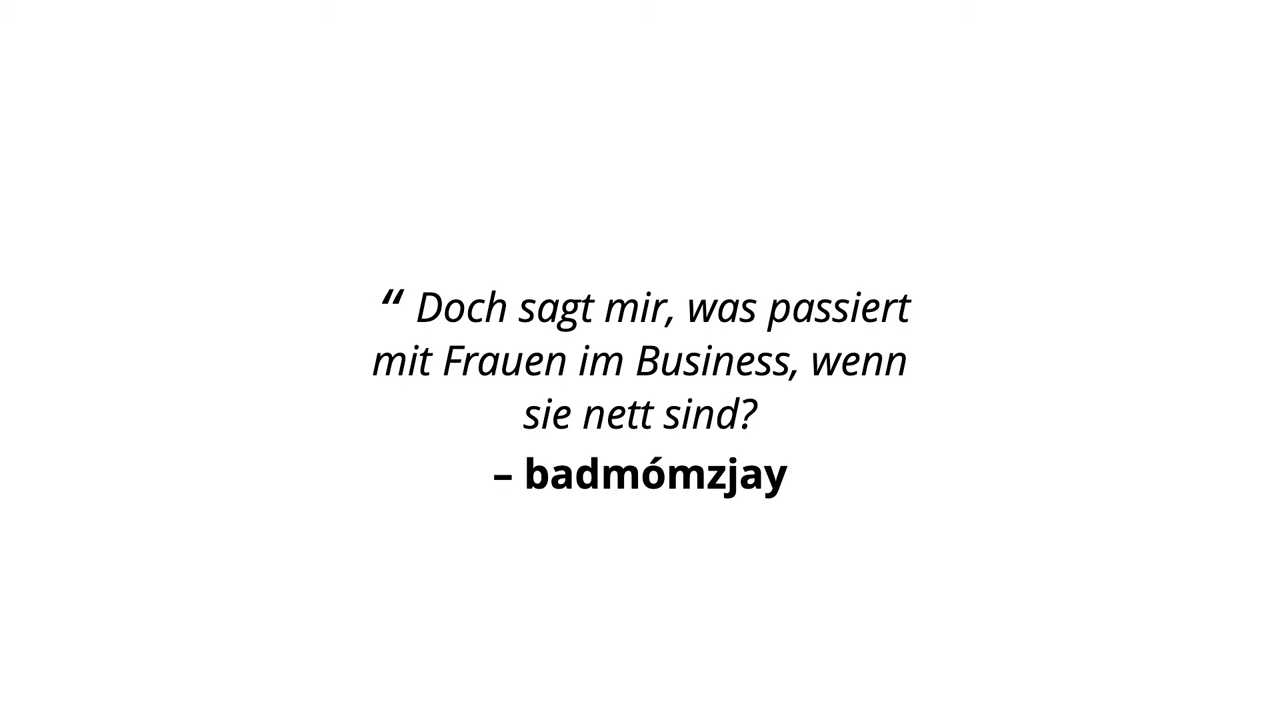 “ Doch sagt mir, was passiert
mit Frauen im Business, wenn
sie nett sind?
– badmómzjay